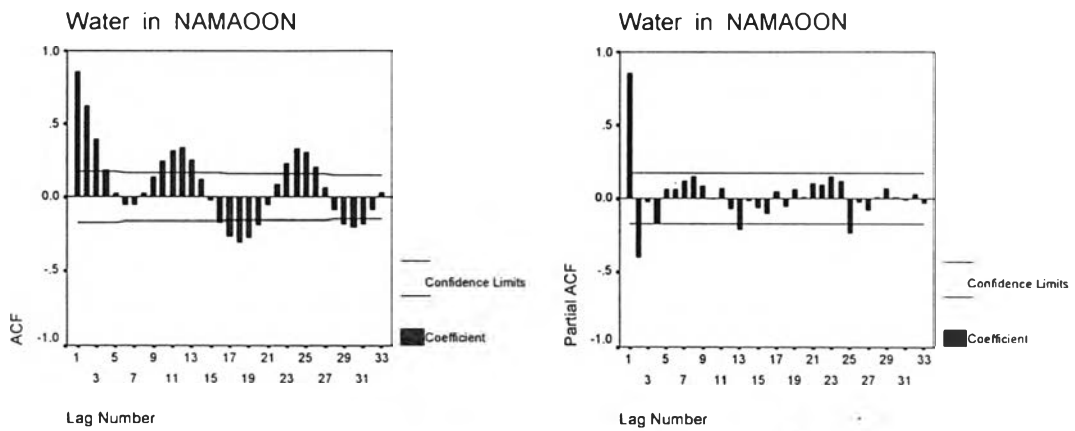 Water in NAMAOON
1.0
.5
0.0
-.5
-1.0
ACF
1 5 9 13 17 21 25 29 33
3 7 11 15 19 23 27 31
Lag Number
Confidence Limits
Coefficient
Water in NAMAOON
1.0
.5
0.0
-.5
-1.0
Partial ACF
1 5 9 13 17 21 25 29 33
3 7 11 15 19 23 27 31
Lag Number
Confidence Limits
Coefficient